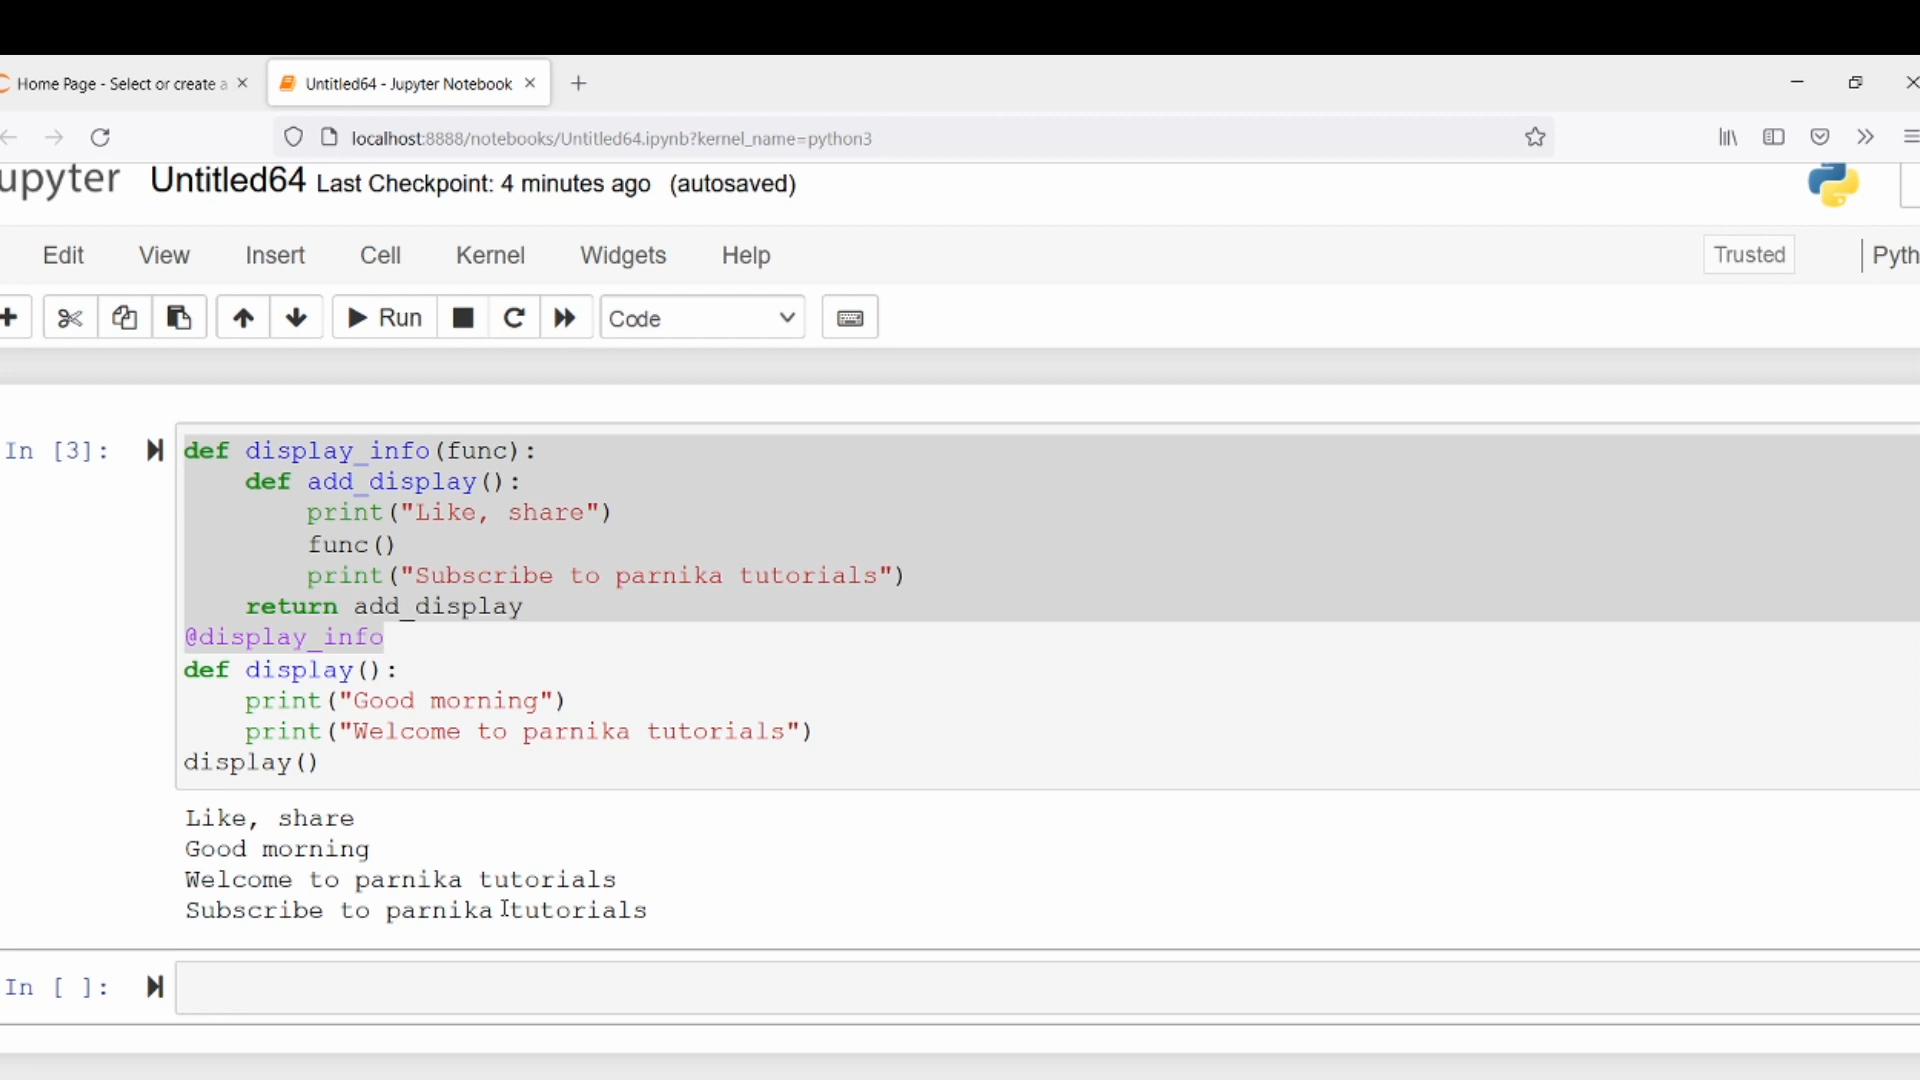 Home Page - Select or create a
Untitled64 - Jupyter Notebook
localhost:8888/notebooks/Untitled64.ipynb?kernel_name=python3
upyter Untitled64 Last Checkpoint: 4 minutes ago (autosaved)
Edit View Insert Cell Kernel Widgets Help Trusted Pyth
Run Code
In [3]: def display_info(func):
    def add_display():
        print("Like, share")
        func()
        print("Subscribe to parnika tutorials")
    return add_display
@display_info
def display():
    print("Good morning")
    print("Welcome to parnika tutorials")
display()
Like, share
Good morning
Welcome to parnika tutorials
Subscribe to parnika tutorials
In [ ]: